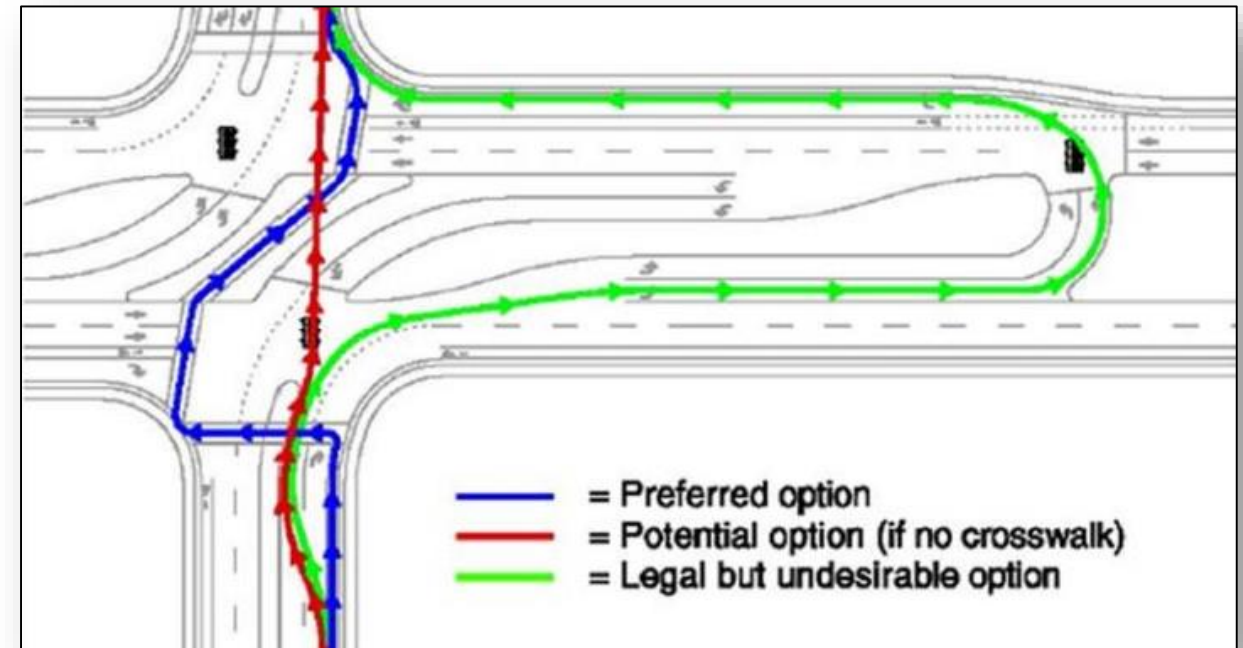 = Preferred option
= Potential option (if no crosswalk)
= Legal but undesirable option